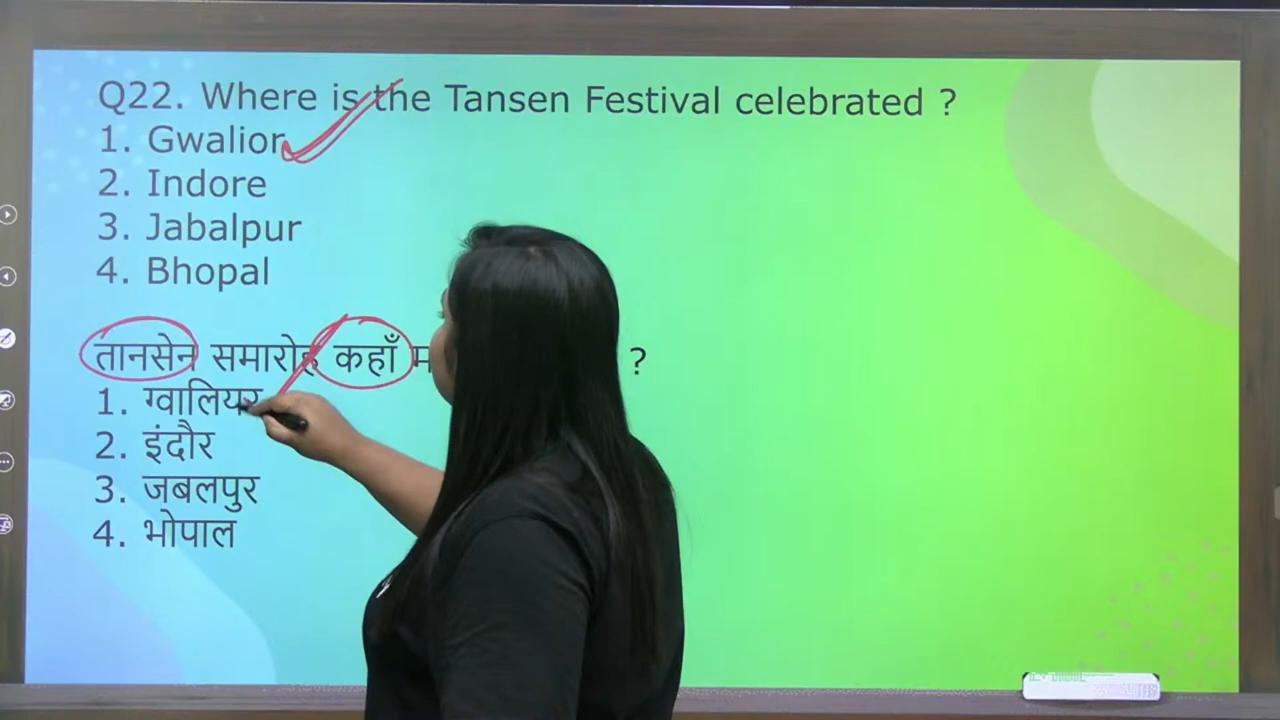 Q22. Where is the Tansen Festival celebrated ?
1. Gwalior
2. Indore
3. Jabalpur
4. Bhopal
तानसेन समारोह कहाँ ?
1. ग्वालियर
2. इंदौर
3. जबलपुर
4. भोपाल